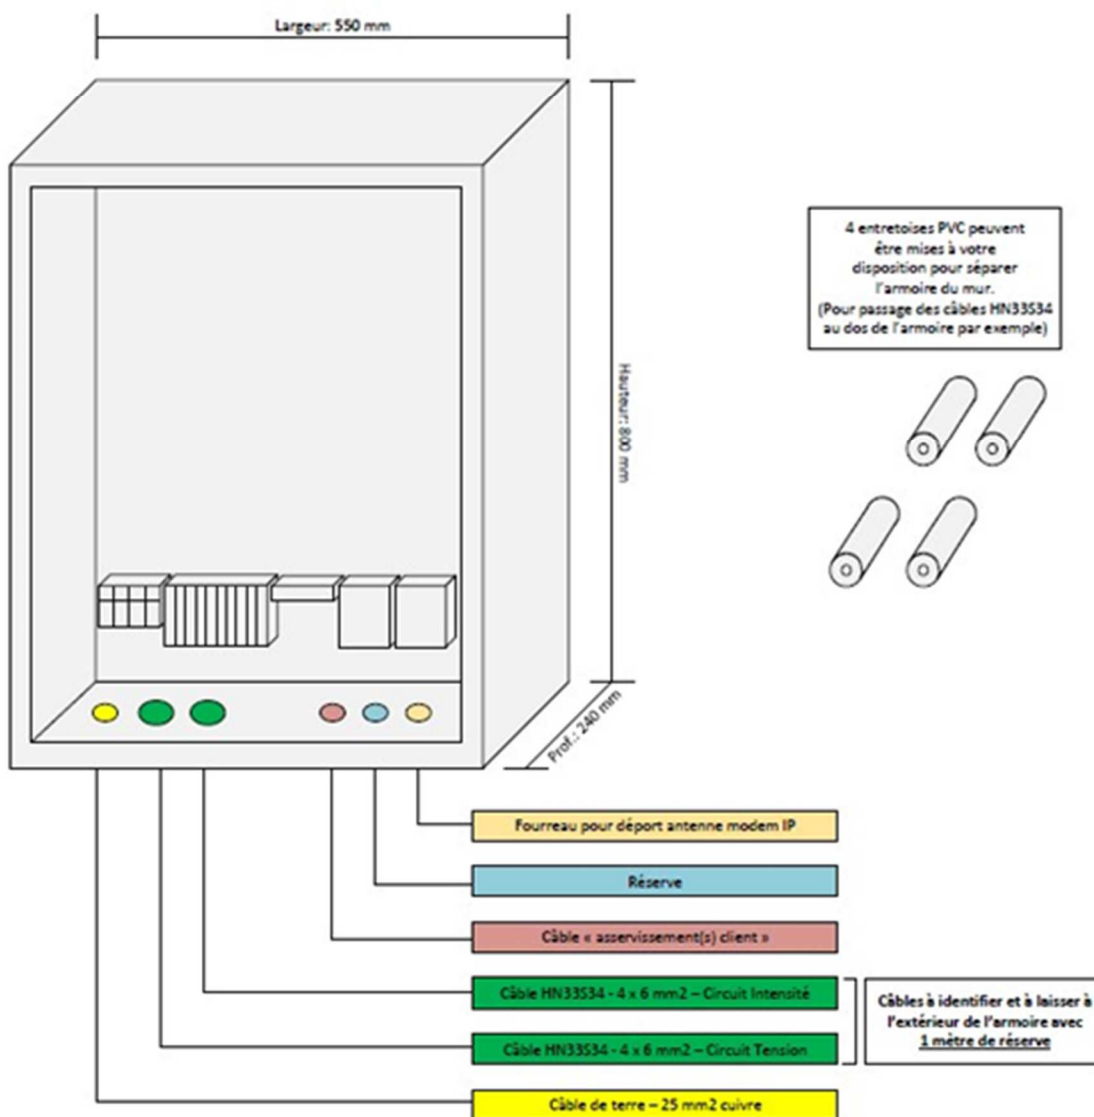 Largeur: 550 mm
4 entretoises PVC peuvent
être mises à votre
disposition pour séparer
l'armoire du mur.
(Pour passage des câbles HN33S34
au dos de l'armoire par exemple)
Hauteur: 800 mm
Prof.: 240 mm
Fourreau pour déport antenne modem IP
Réserve
Câble « asservissement(s) client »
Câble HN33S34 - 4 x 6 mm2 – Circuit Intensité
Câble HN33S34 - 4 x 6 mm2 – Circuit Tension
Câbles à identifier et à laisser à
l'extérieur de l'armoire avec
1 mètre de réserve
Câble de terre – 25 mm2 cuivre